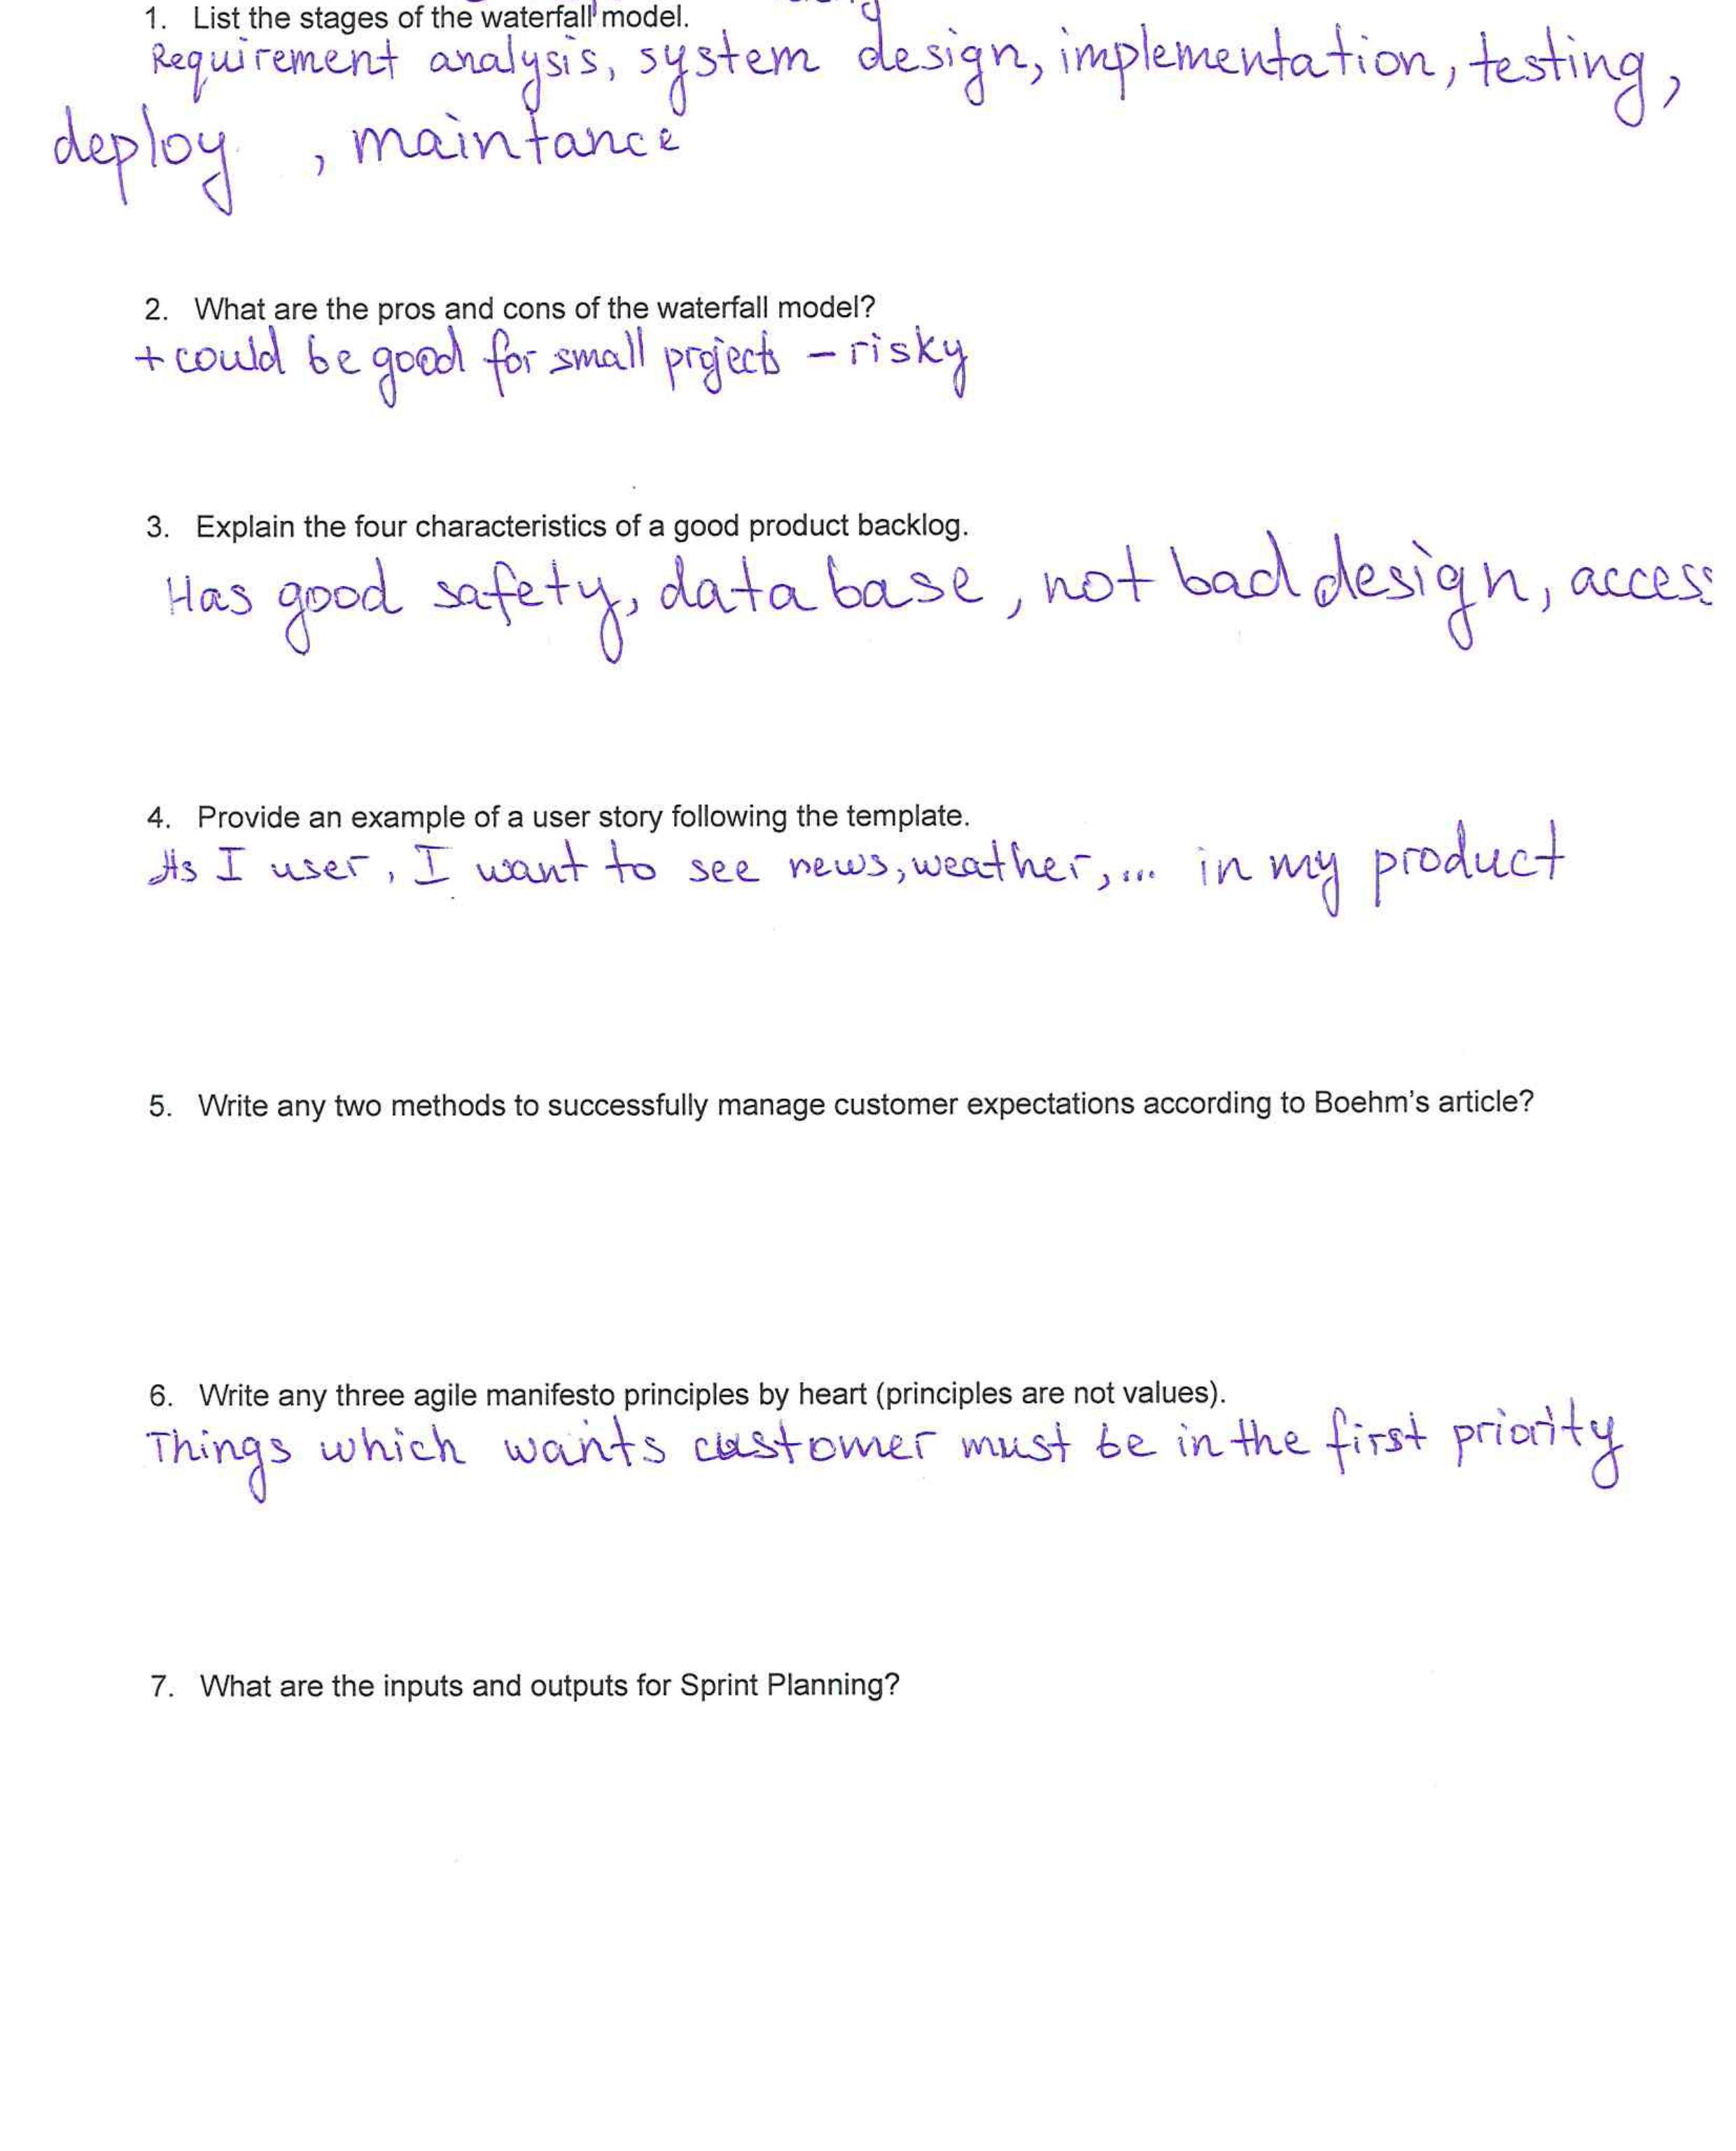 1. List the stages of the waterfall model.
Requirement analysis, system design, implementation, testing,
deploy , maintance
2. What are the pros and cons of the waterfall model?
+ could be good for small projects - risky
3. Explain the four characteristics of a good product backlog.
Has good safety, data base, not bad design, access
4. Provide an example of a user story following the template.
As I user, I want to see news, weather, ... in my product
5. Write any two methods to successfully manage customer expectations according to Boehm's article?
6. Write any three agile manifesto principles by heart (principles are not values).
Things which wants customer must be in the first priority
7. What are the inputs and outputs for Sprint Planning?